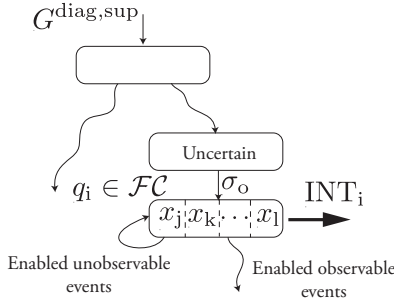 G^diag,sup
Uncertain
q_i ∈ 𝓕𝓒
σ_o
INT_i
x_j x_k ⋯ x_l
Enabled unobservable
events
Enabled observable
events